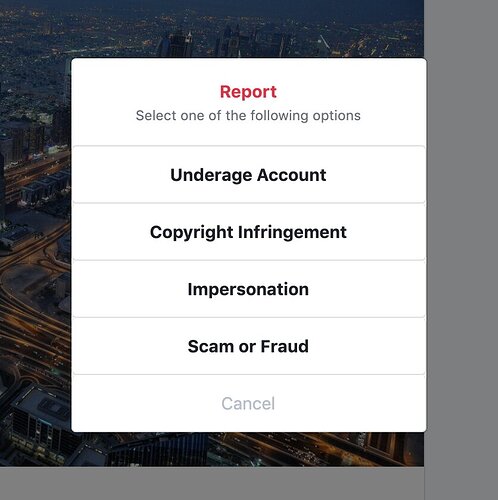 Report
Select one of the following options
Underage Account
Copyright Infringement
Impersonation
Scam or Fraud
Cancel